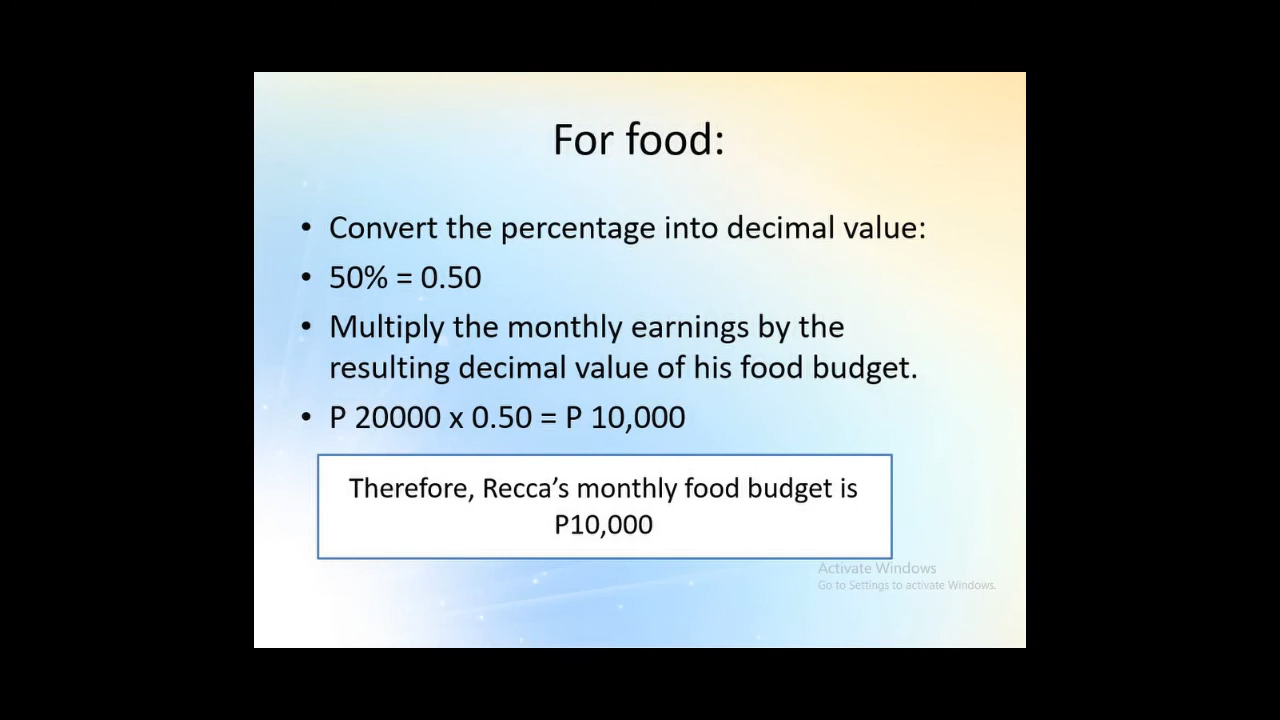 For food:
• Convert the percentage into decimal value:
• 50% = 0.50
• Multiply the monthly earnings by the
resulting decimal value of his food budget.
• P 20000 x 0.50 = P 10,000
Therefore, Recca’s monthly food budget is
P10,000
Activate Windows
Go to Settings to activate Windows.